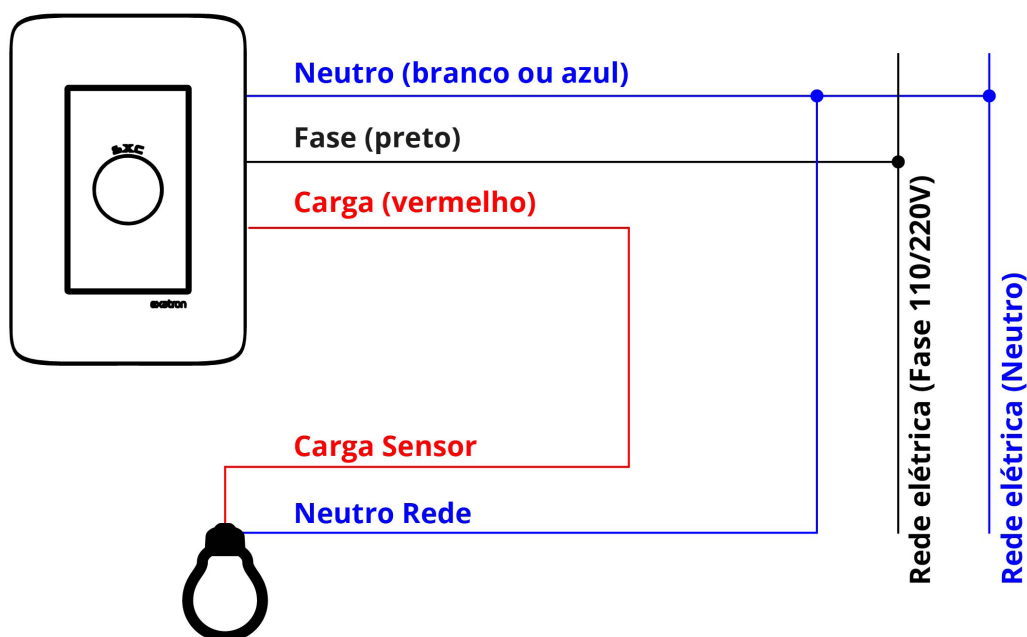 Neutro (branco ou azul)
Fase (preto)
Carga (vermelho)
exatron
Carga Sensor
Neutro Rede
Rede elétrica (Fase 110/220V)
Rede elétrica (Neutro)